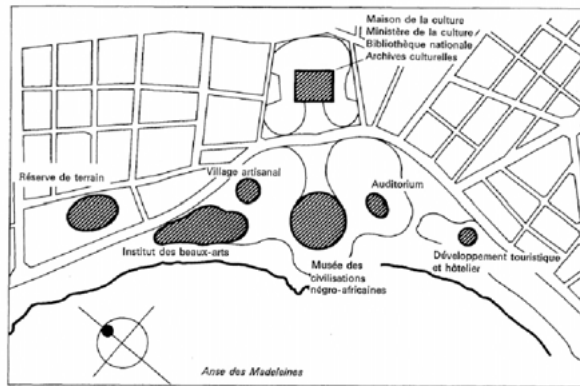 Maison de la culture
Ministère de la culture
Bibliothèque nationale
Archives culturelles
Réserve de terrain
Village artisanal
Auditorium
Institut des beaux-arts
Musée des
civilisations
négro-africaines
Développement touristique
et hôtelier
Anse des Madeleines